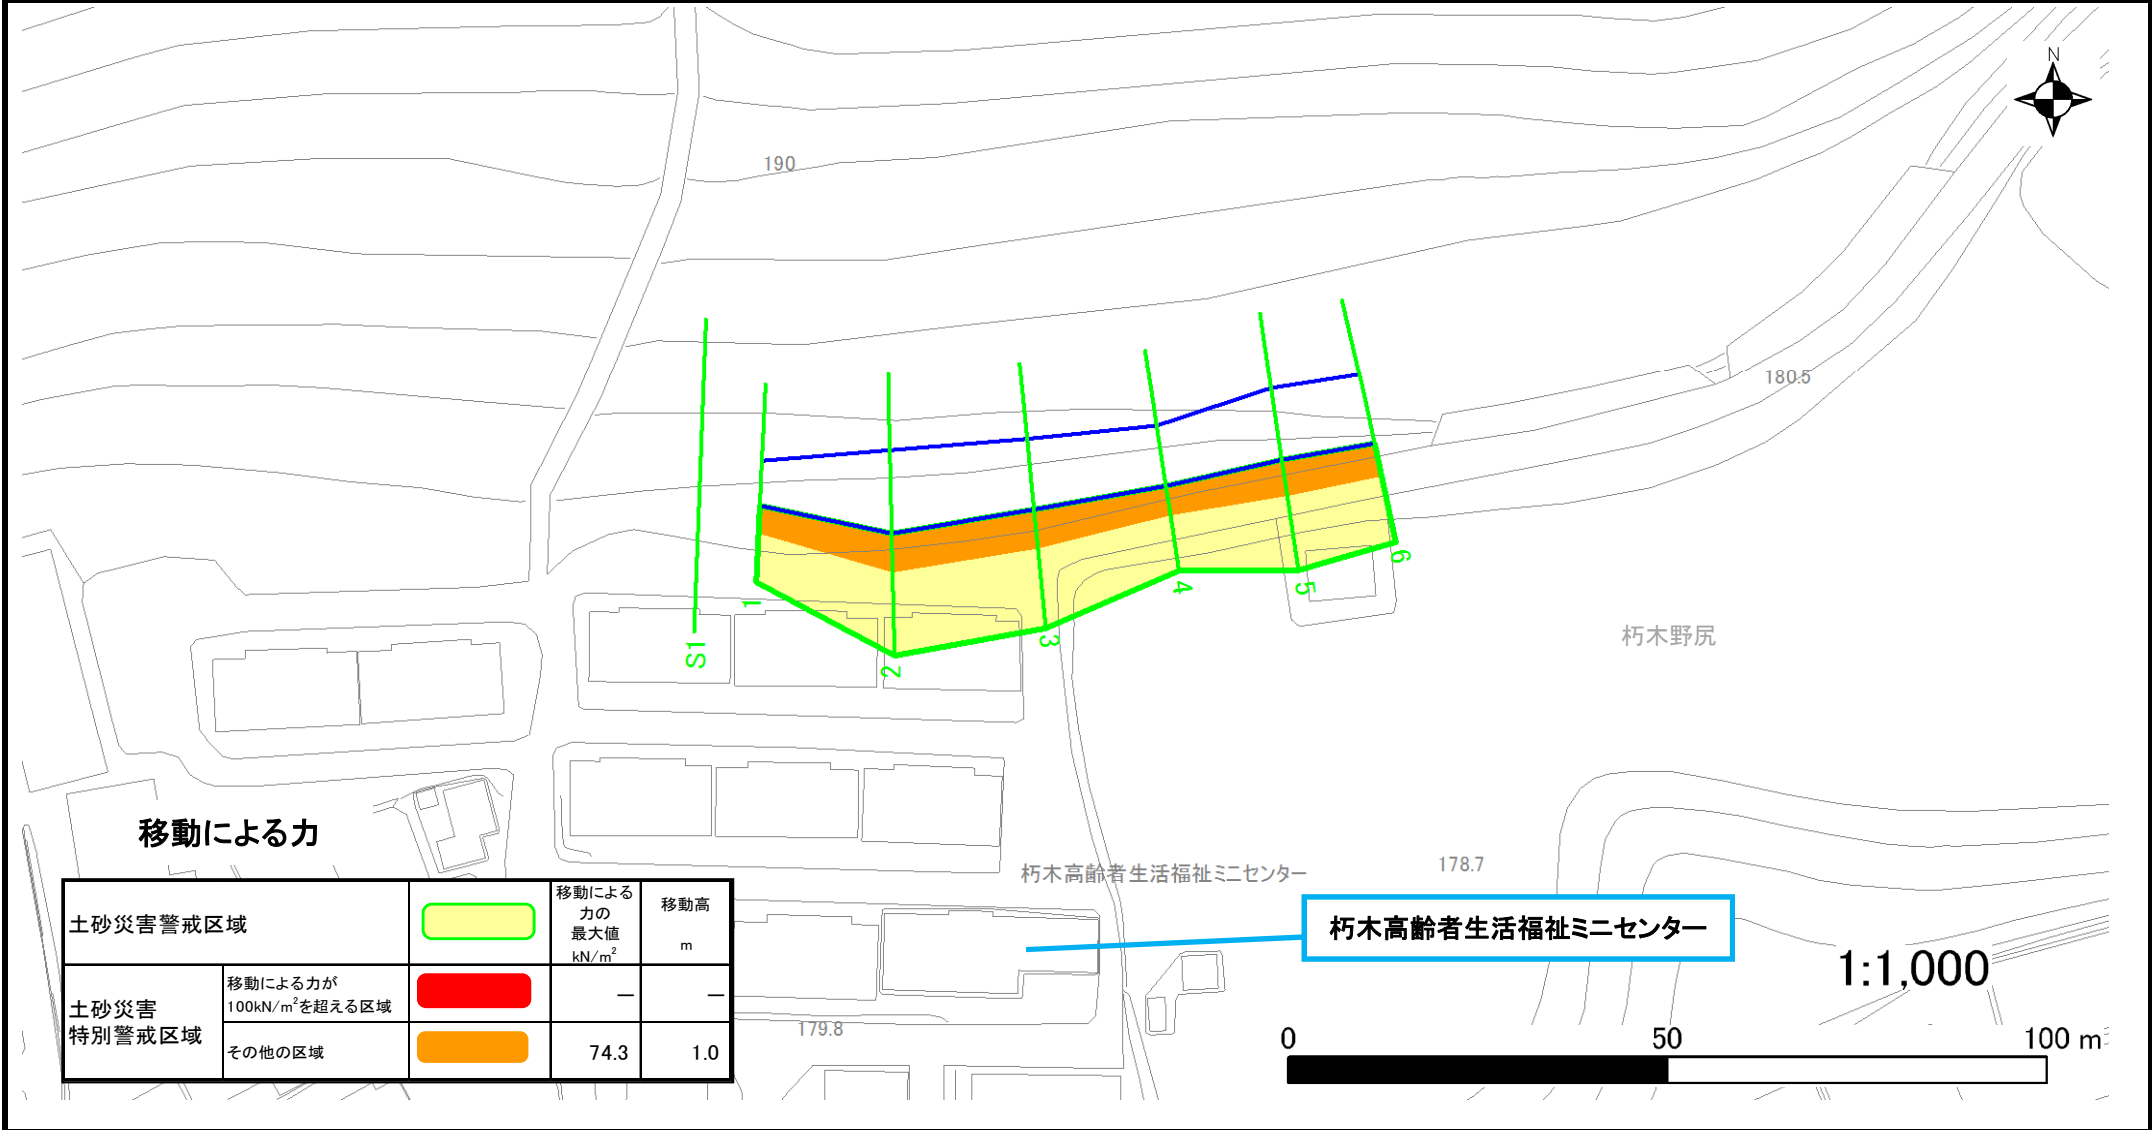 N
190
180.5
1
S1
2
3
4
5
6
朽木野尻
移動による力
朽木高齢者生活福祉ミニセンター
178.7
朽木高齢者生活福祉ミニセンター
土砂災害警戒区域
移動による
力の
最大値
kN/m²
移動高
m
土砂災害
特別警戒区域
移動による力が
100kN/m²を超える区域
－
－
その他の区域
74.3
1.0
179.8
1:1,000
0
50
100 m